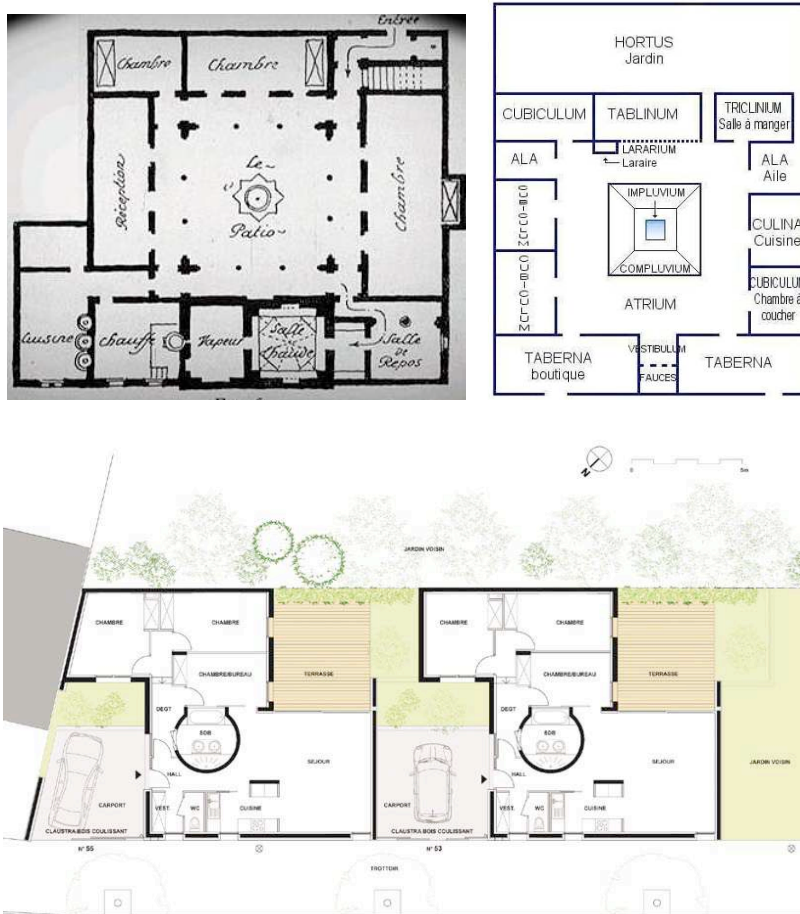 Entrée
Chambre
Chambre
Réception
Le
Patio
Chambre
Cuisine
Chauffe
Vapeur
Salle
Chaude
Salle
de
Repos
HORTUS
Jardin
CUBICULUM
TABLINUM
TRICLINIUM
Salle à manger
LARARIUM
Laraire
ALA
ALA
Aile
CUBICULUM
IMPLUVIUM
COMPLUVIUM
CULINA
Cuisine
CUBICULUM
CUBICULUM
Chambre à
coucher
ATRIUM
TABERNA
boutique
VESTIBULUM
FAUCES
TABERNA
N
0
5m
JARDIN VOISIN
CHAMBRE
CHAMBRE
CHAMBRE/BUREAU
TERRASSE
DEGT
SDB
SEJOUR
HALL
CARPORT
VEST.
WC
CUISINE
CLAUSTRA BOIS COULISSANT
CHAMBRE
CHAMBRE
CHAMBRE/BUREAU
TERRASSE
DEGT
SDB
SEJOUR
HALL
CARPORT
VEST.
WC
CUISINE
CLAUSTRA BOIS COULISSANT
JARDIN VOISIN
N° 55
N° 53
TROTTOIR